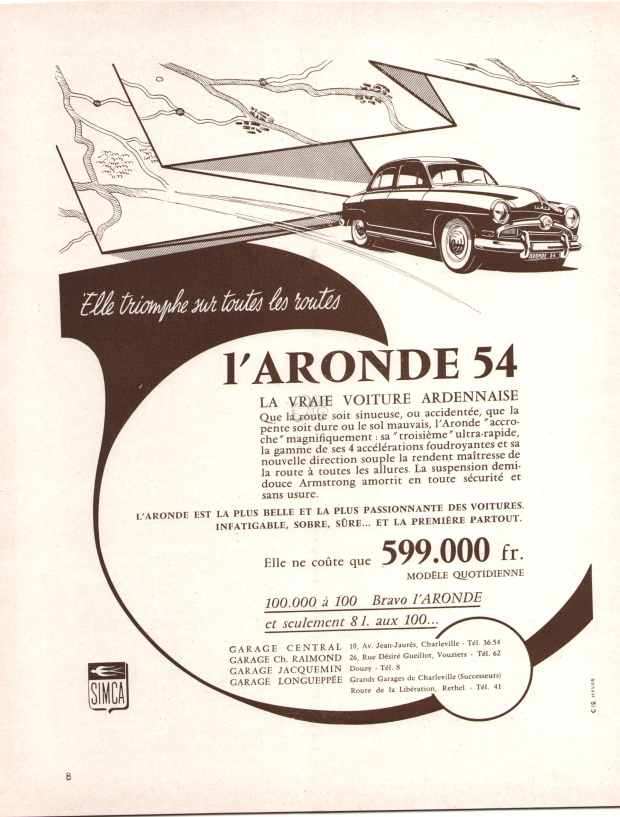 SIMCA
ARONDE 54
Elle triomphe sur toutes les routes
l'ARONDE 54
LA VRAIE VOITURE ARDENNAISE
Que la route soit sinueuse, ou accidentée, que la
pente soit dure ou le sol mauvais, l'Aronde "accro-
che" magnifiquement : sa "troisième" ultra-rapide,
la gamme de ses 4 accélérations foudroyantes et sa
nouvelle direction souple la rendent maîtresse de
la route à toutes les allures. La suspension demi-
douce Armstrong amortit en toute sécurité et
sans usure.
L'ARONDE EST LA PLUS BELLE ET LA PLUS PASSIONNANTE DES VOITURES.
INFATIGABLE, SOBRE, SÛRE... ET LA PREMIÈRE PARTOUT.
Elle ne coûte que 599.000 fr.
MODÈLE QUOTIDIENNE
100.000 à 100 Bravo l'ARONDE
et seulement 8 l. aux 100...
GARAGE CENTRAL 10, Av. Jean-Jaurés, Charleville - Tél. 36.54
GARAGE Ch. RAIMOND 26, Rue Désiré Gueillot, Vouziers - Tél. 62
GARAGE JACQUEMIN Douzy - Tél. 8
GARAGE LONGUEPPÉE Grands Garages de Charleville (Successeurs)
Route de la Libération, Rethel - Tél. 41
SIMCA
HAVAS
8